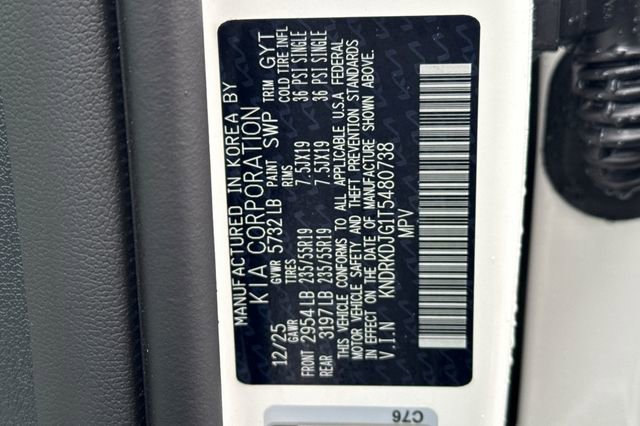 MANUFACTURED IN KOREA BY
KIA CORPORATION
12/25 GVWR 5732 LB PAINT SWP TRIM GYT
GAWR TIRES RIMS COLD TIRE INFL
FRONT 2954 LB 235/55R19 7.5JX19 36 PSI SINGLE
REAR 3197 LB 235/55R19 7.5JX19 36 PSI SINGLE
THIS VEHICLE CONFORMS TO ALL APPLICABLE U.S.A FEDERAL
MOTOR VEHICLE SAFETY AND THEFT PREVENTION STANDARDS
IN EFFECT ON THE DATE OF MANUFACTURE SHOWN ABOVE.
V.I.N KNDRKDJG1T5480738
MPV
C76